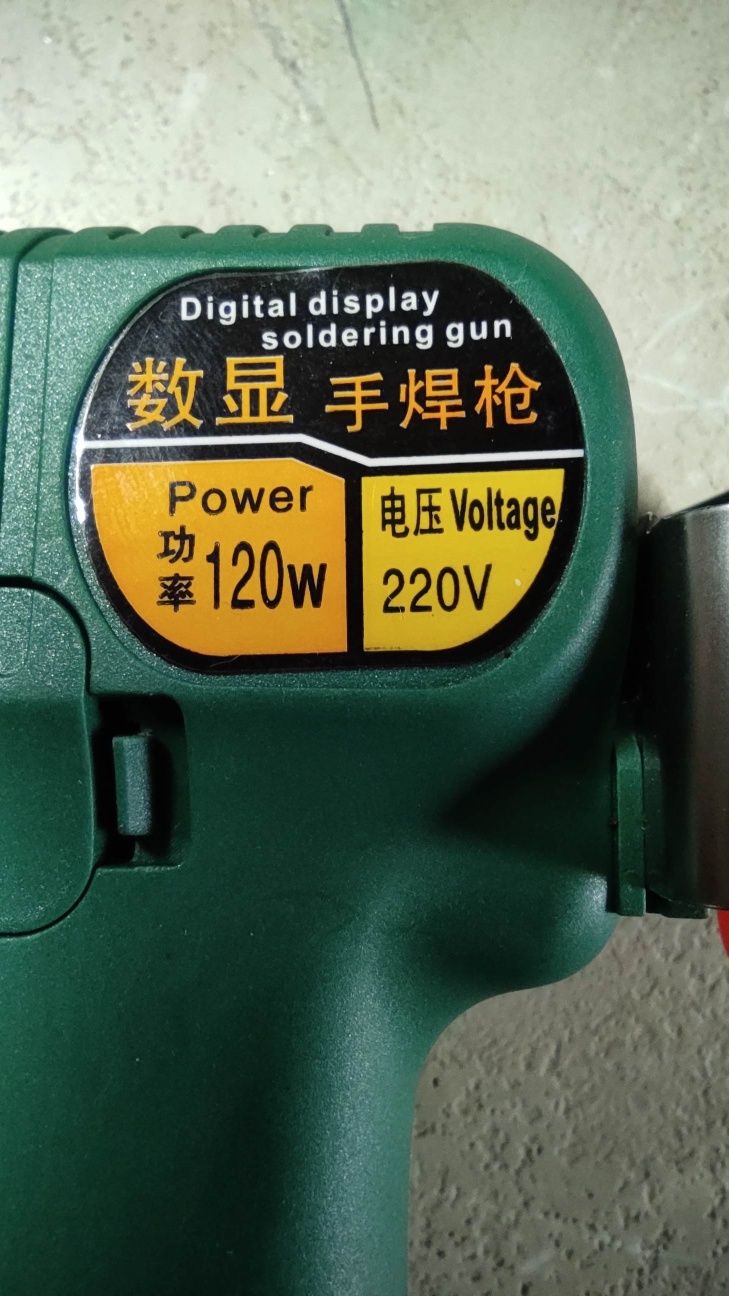 Digital display
soldering gun
数显 手焊枪
Power
功率 120W
电压 Voltage
220V